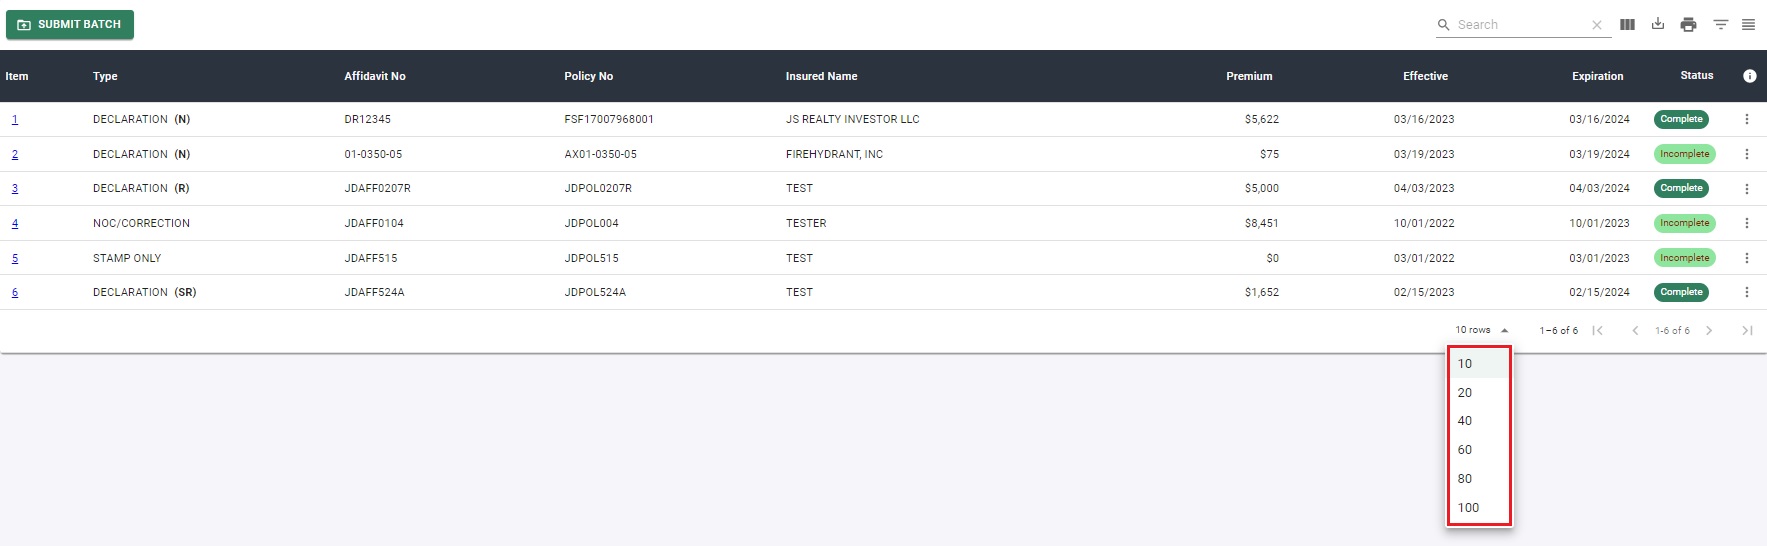 SUBMIT BATCH
Search
Item Type Affidavit No Policy No Insured Name Premium Effective Expiration Status
1 DECLARATION (N) DR12345 FSF17007968001 JS REALTY INVESTOR LLC $5,622 03/16/2023 03/16/2024 Complete
2 DECLARATION (N) 01-0350-05 AX01-0350-05 FIREHYDRANT, INC $75 03/19/2023 03/19/2024 Incomplete
3 DECLARATION (R) JDAFF0207R JDPOL0207R TEST $5,000 04/03/2023 04/03/2024 Complete
4 NOC/CORRECTION JDAFF0104 JDPOL004 TESTER $8,451 10/01/2022 10/01/2023 Incomplete
5 STAMP ONLY JDAFF515 JDPOL515 TEST $0 03/01/2022 03/01/2023 Incomplete
6 DECLARATION (SR) JDAFF524A JDPOL524A TEST $1,652 02/15/2023 02/15/2024 Complete
10 rows 1–6 of 6 1-6 of 6
10
20
40
60
80
100